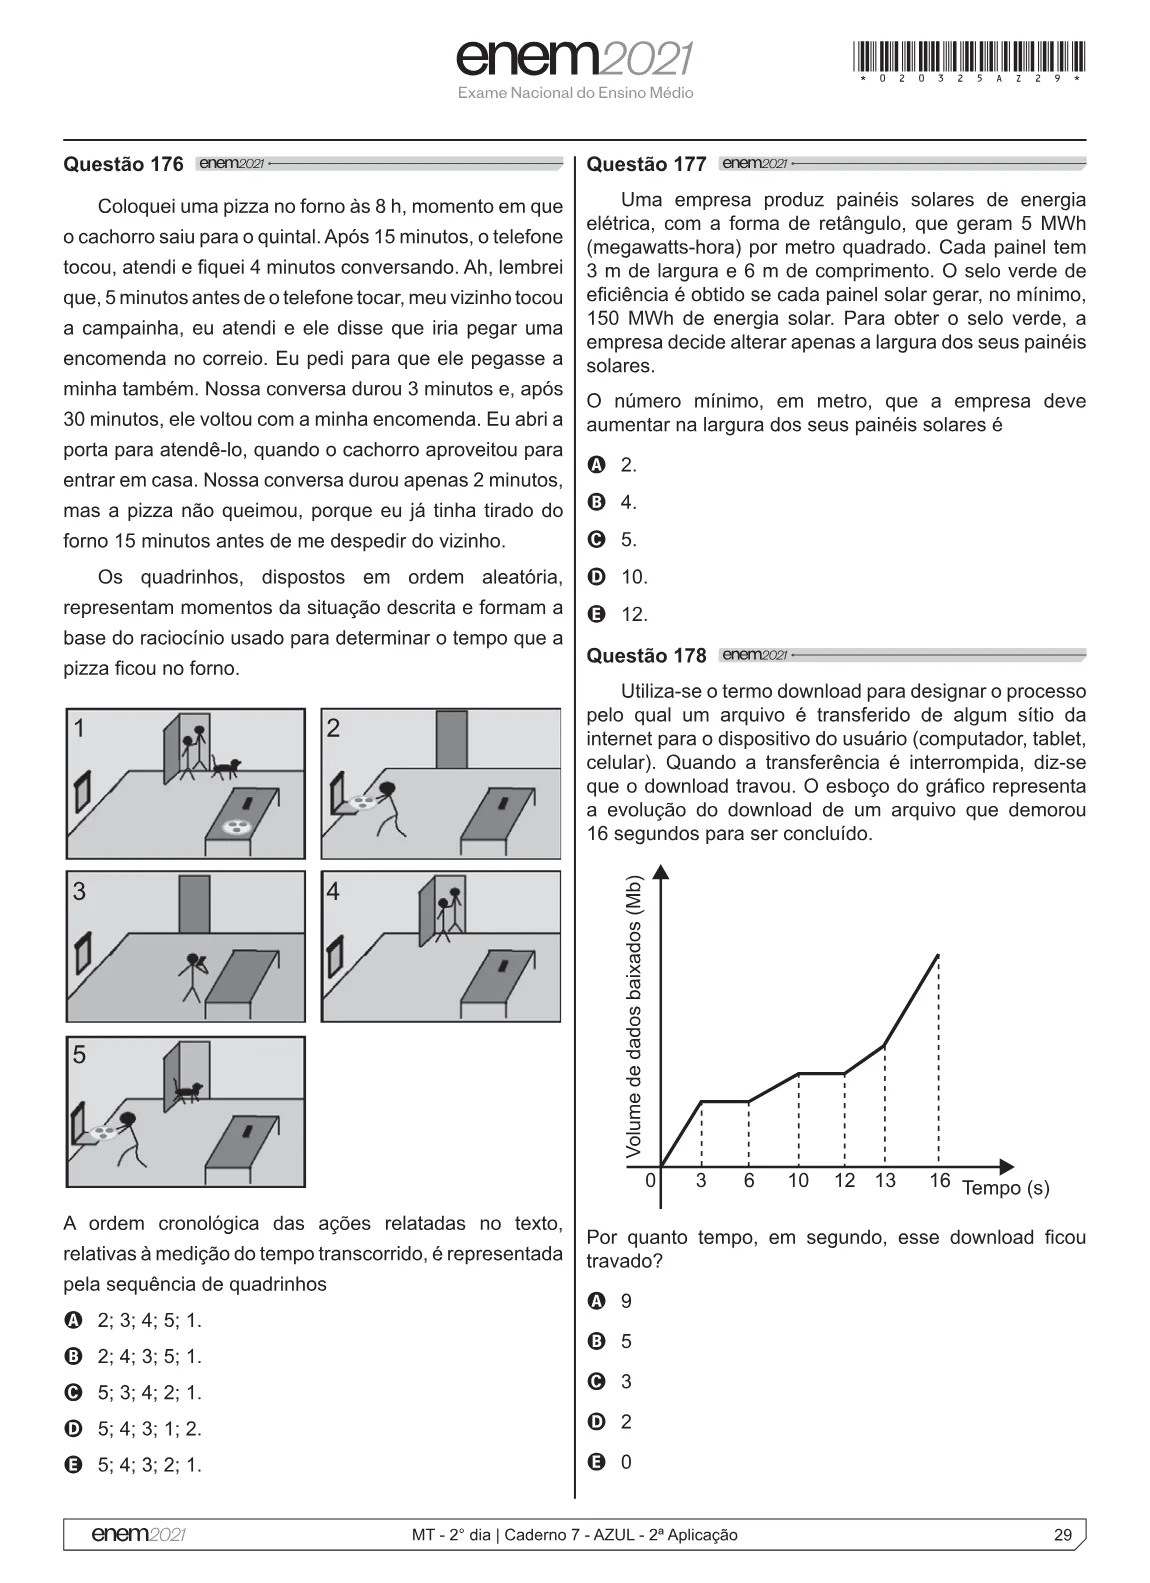 enem2021
Exame Nacional do Ensino Médio
*020325AZ29*
Questão 176 enem2021
Coloquei uma pizza no forno às 8 h, momento em que
o cachorro saiu para o quintal. Após 15 minutos, o telefone
tocou, atendi e fiquei 4 minutos conversando. Ah, lembrei
que, 5 minutos antes de o telefone tocar, meu vizinho tocou
a campainha, eu atendi e ele disse que iria pegar uma
encomenda no correio. Eu pedi para que ele pegasse a
minha também. Nossa conversa durou 3 minutos e, após
30 minutos, ele voltou com a minha encomenda. Eu abri a
porta para atendê-lo, quando o cachorro aproveitou para
entrar em casa. Nossa conversa durou apenas 2 minutos,
mas a pizza não queimou, porque eu já tinha tirado do
forno 15 minutos antes de me despedir do vizinho.
Os quadrinhos, dispostos em ordem aleatória,
representam momentos da situação descrita e formam a
base do raciocínio usado para determinar o tempo que a
pizza ficou no forno.
1
2
3
4
5
A ordem cronológica das ações relatadas no texto,
relativas à medição do tempo transcorrido, é representada
pela sequência de quadrinhos
A 2; 3; 4; 5; 1.
B 2; 4; 3; 5; 1.
C 5; 3; 4; 2; 1.
D 5; 4; 3; 1; 2.
E 5; 4; 3; 2; 1.
Questão 177 enem2021
Uma empresa produz painéis solares de energia
elétrica, com a forma de retângulo, que geram 5 MWh
(megawatts-hora) por metro quadrado. Cada painel tem
3 m de largura e 6 m de comprimento. O selo verde de
eficiência é obtido se cada painel solar gerar, no mínimo,
150 MWh de energia solar. Para obter o selo verde, a
empresa decide alterar apenas a largura dos seus painéis
solares.
O número mínimo, em metro, que a empresa deve
aumentar na largura dos seus painéis solares é
A 2.
B 4.
C 5.
D 10.
E 12.
Questão 178 enem2021
Utiliza-se o termo download para designar o processo
pelo qual um arquivo é transferido de algum sítio da
internet para o dispositivo do usuário (computador, tablet,
celular). Quando a transferência é interrompida, diz-se
que o download travou. O esboço do gráfico representa
a evolução do download de um arquivo que demorou
16 segundos para ser concluído.
Volume de dados baixados (Mb)
0 3 6 10 12 13 16 Tempo (s)
Por quanto tempo, em segundo, esse download ficou
travado?
A 9
B 5
C 3
D 2
E 0
enem2021
MT - 2° dia | Caderno 7 - AZUL - 2ª Aplicação
29